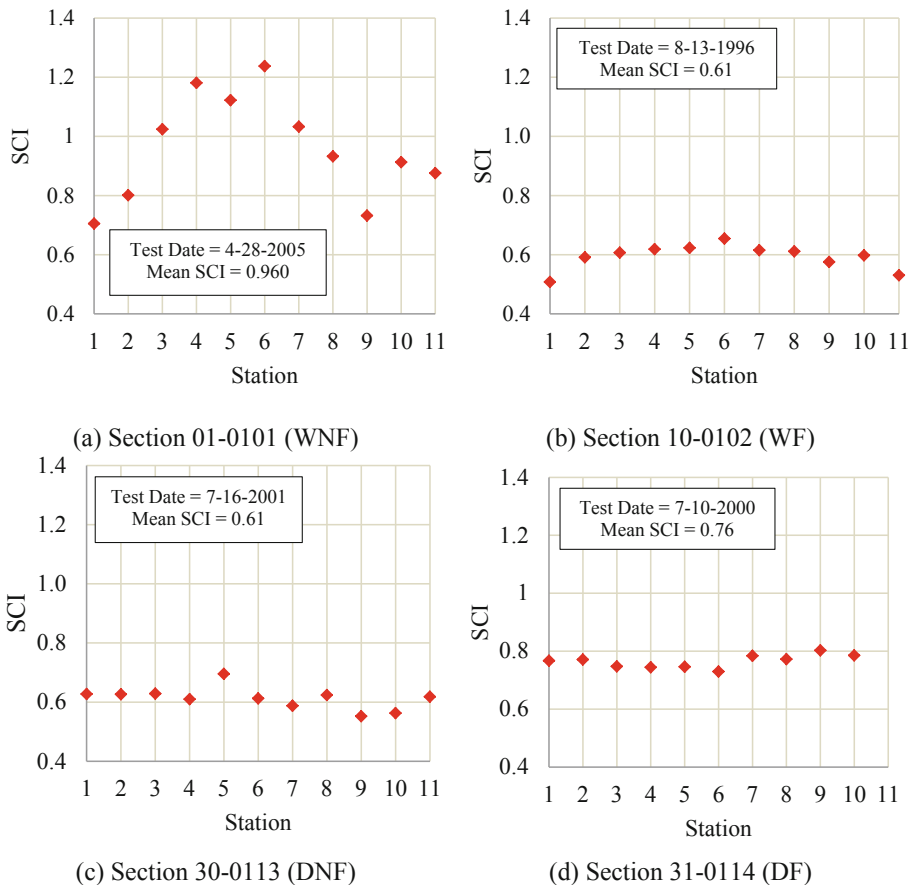 1.4
1.2
1
0.8
0.6
0.4
SCI
Test Date = 4-28-2005
Mean SCI = 0.960
1 2 3 4 5 6 7 8 9 10 11
Station
(a) Section 01-0101 (WNF)
1.4
1.2
1.0
0.8
0.6
0.4
SCI
Test Date = 8-13-1996
Mean SCI = 0.61
1 2 3 4 5 6 7 8 9 10 11
Station
(b) Section 10-0102 (WF)
1.4
1.2
1.0
0.8
0.6
0.4
SCI
Test Date = 7-16-2001
Mean SCI = 0.61
1 2 3 4 5 6 7 8 9 10 11
Station
(c) Section 30-0113 (DNF)
1.4
1.2
1
0.8
0.6
0.4
SCI
Test Date = 7-10-2000
Mean SCI = 0.76
1 2 3 4 5 6 7 8 9 10 11
Station
(d) Section 31-0114 (DF)